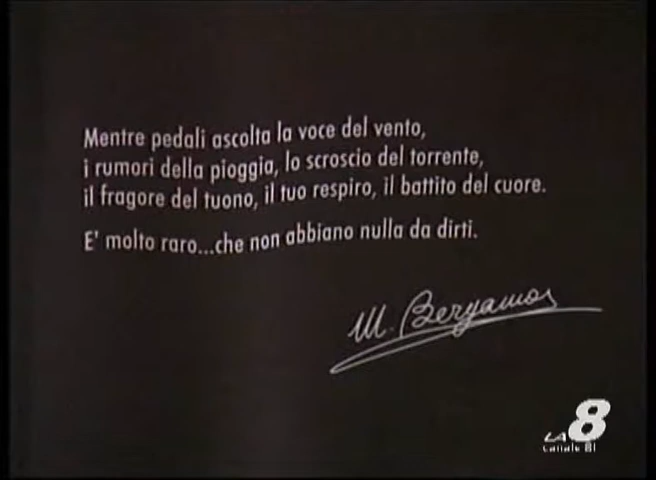 Mentre pedali ascolta la voce del vento,
i rumori della pioggia, lo scroscio del torrente,
il fragore del tuono, il tuo respiro, il battito del cuore.
E' molto raro...che non abbiano nulla da dirti.
M. Bergamo
LA 8
Canale 81